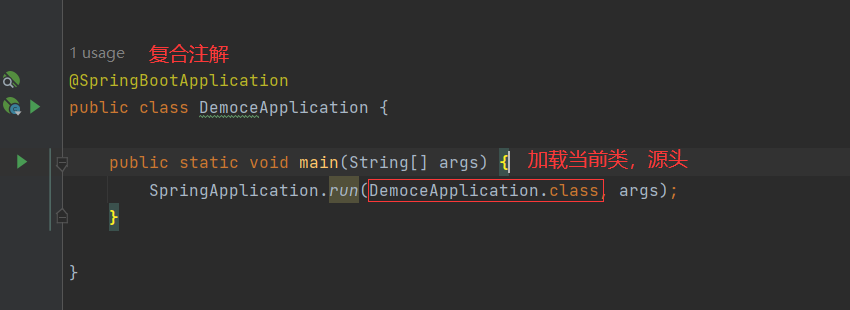 1 usage 复合注解
@SpringBootApplication
public class DemoceApplication {
public static void main(String[] args) { 加载当前类，源头
SpringApplication.run(DemoceApplication.class, args);
}
}